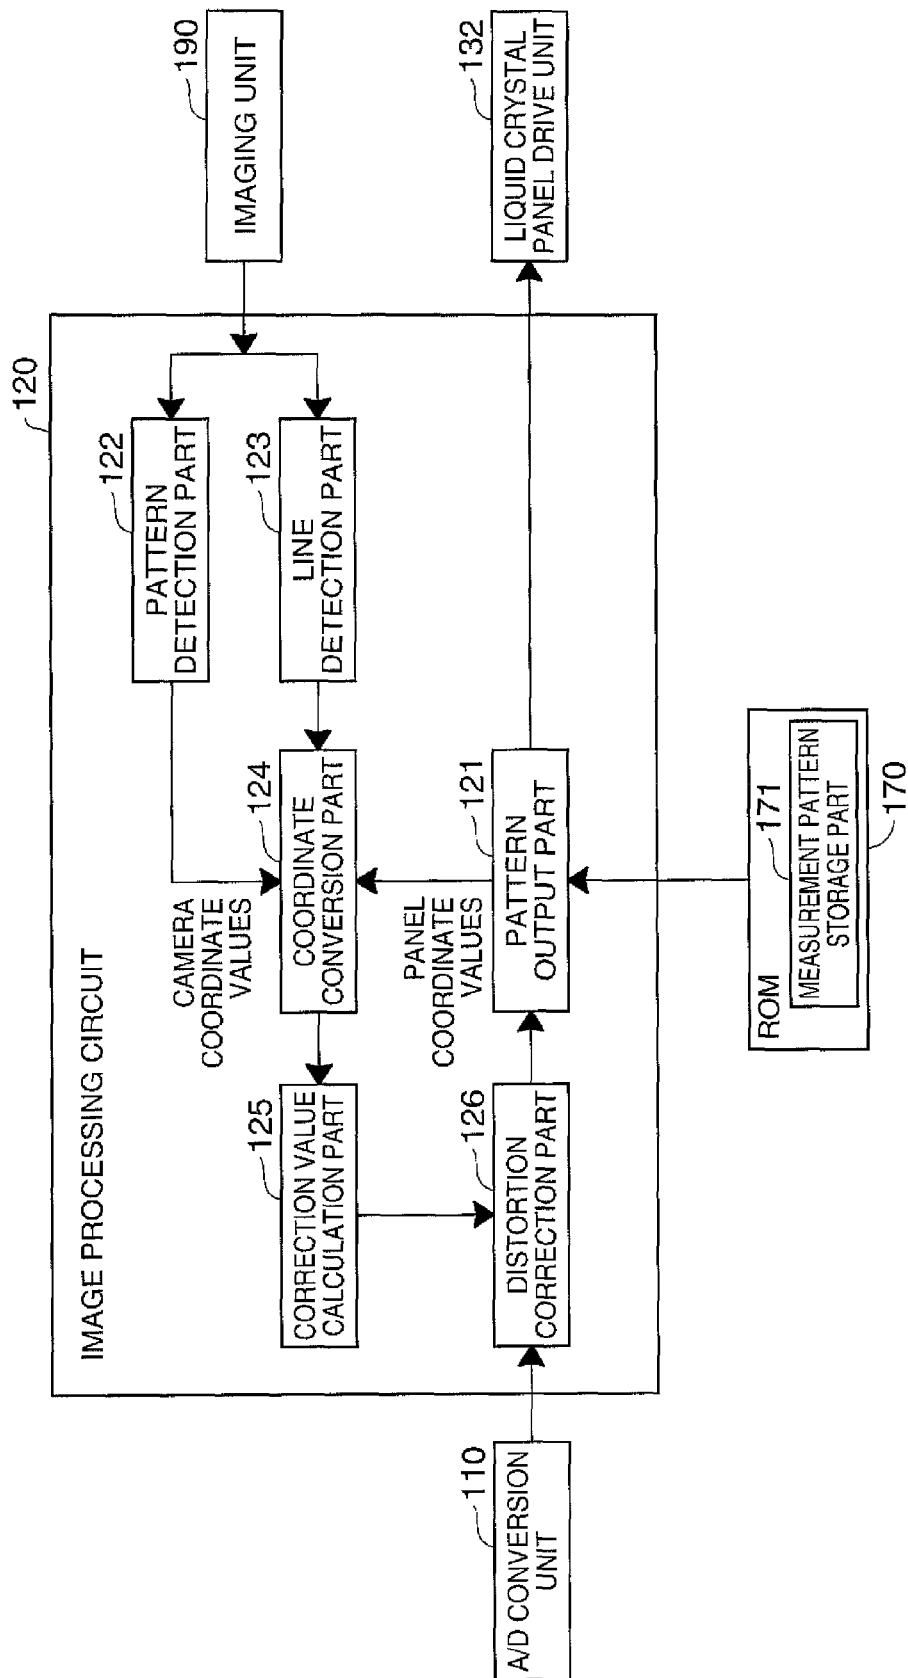 190
IMAGING UNIT
132
LIQUID CRYSTAL
PANEL DRIVE UNIT
120
IMAGE PROCESSING CIRCUIT
122
PATTERN
DETECTION PART
123
LINE
DETECTION PART
CAMERA
COORDINATE
VALUES
124
COORDINATE
CONVERSION PART
125
CORRECTION VALUE
CALCULATION PART
PANEL
COORDINATE
VALUES
121
PATTERN
OUTPUT PART
126
DISTORTION
CORRECTION PART
110
A/D CONVERSION
UNIT
ROM
171
MEASUREMENT PATTERN
STORAGE PART
170